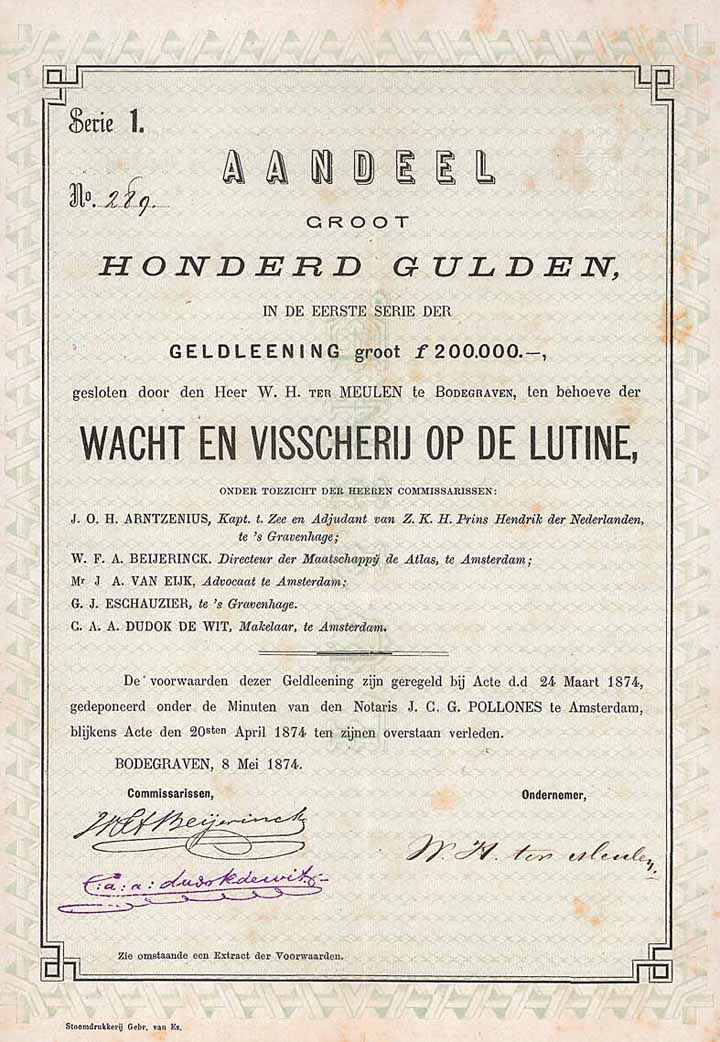 Serie 1.
No. 289.
AANDEEL
GROOT
HONDERD GULDEN,
IN DE EERSTE SERIE DER
GELDLEENING groot f 200.000.—,
gesloten door den Heer W. H. TER MEULEN te BODEGRAVEN, ten behoeve der
WACHT EN VISSCHERIJ OP DE LUTINE,
ONDER TOEZICHT DER HEEREN COMMISSARISSEN:
J. O. H. ARNTZENIUS, Kapt. t. Zee en Adjudant van Z. K. H. Prins Hendrik der Nederlanden,
te 's Gravenhage;
W. F. A. BEIJERINCK. Directeur der Maatschappÿ de Atlas, te Amsterdam;
Mr J A. VAN EIJK, Advocaat te Amsterdam;
G. J. ESCHAUZIER, te 's Gravenhage.
C. A. A. DUDOK DE WIT, Makelaar, te Amsterdam.
De voorwaarden dezer Geldleening zijn geregeld bij Acte d.d 24 Maart 1874,
gedeponeerd onder de Minuten van den Notaris J. C. G. POLLONES te Amsterdam,
blijkens Acte den 20sten April 1874 ten zijnen overstaan verleden.
BODEGRAVEN, 8 Mei 1874.
Commissarissen,
Ondernemer,
W F A Beijerinck
W. H. ter Meulen.
C: a: a: dudokdewit
Zie omstaande een Extract der Voorwaarden.
Stoomdrukkerij Gebr. van Es.